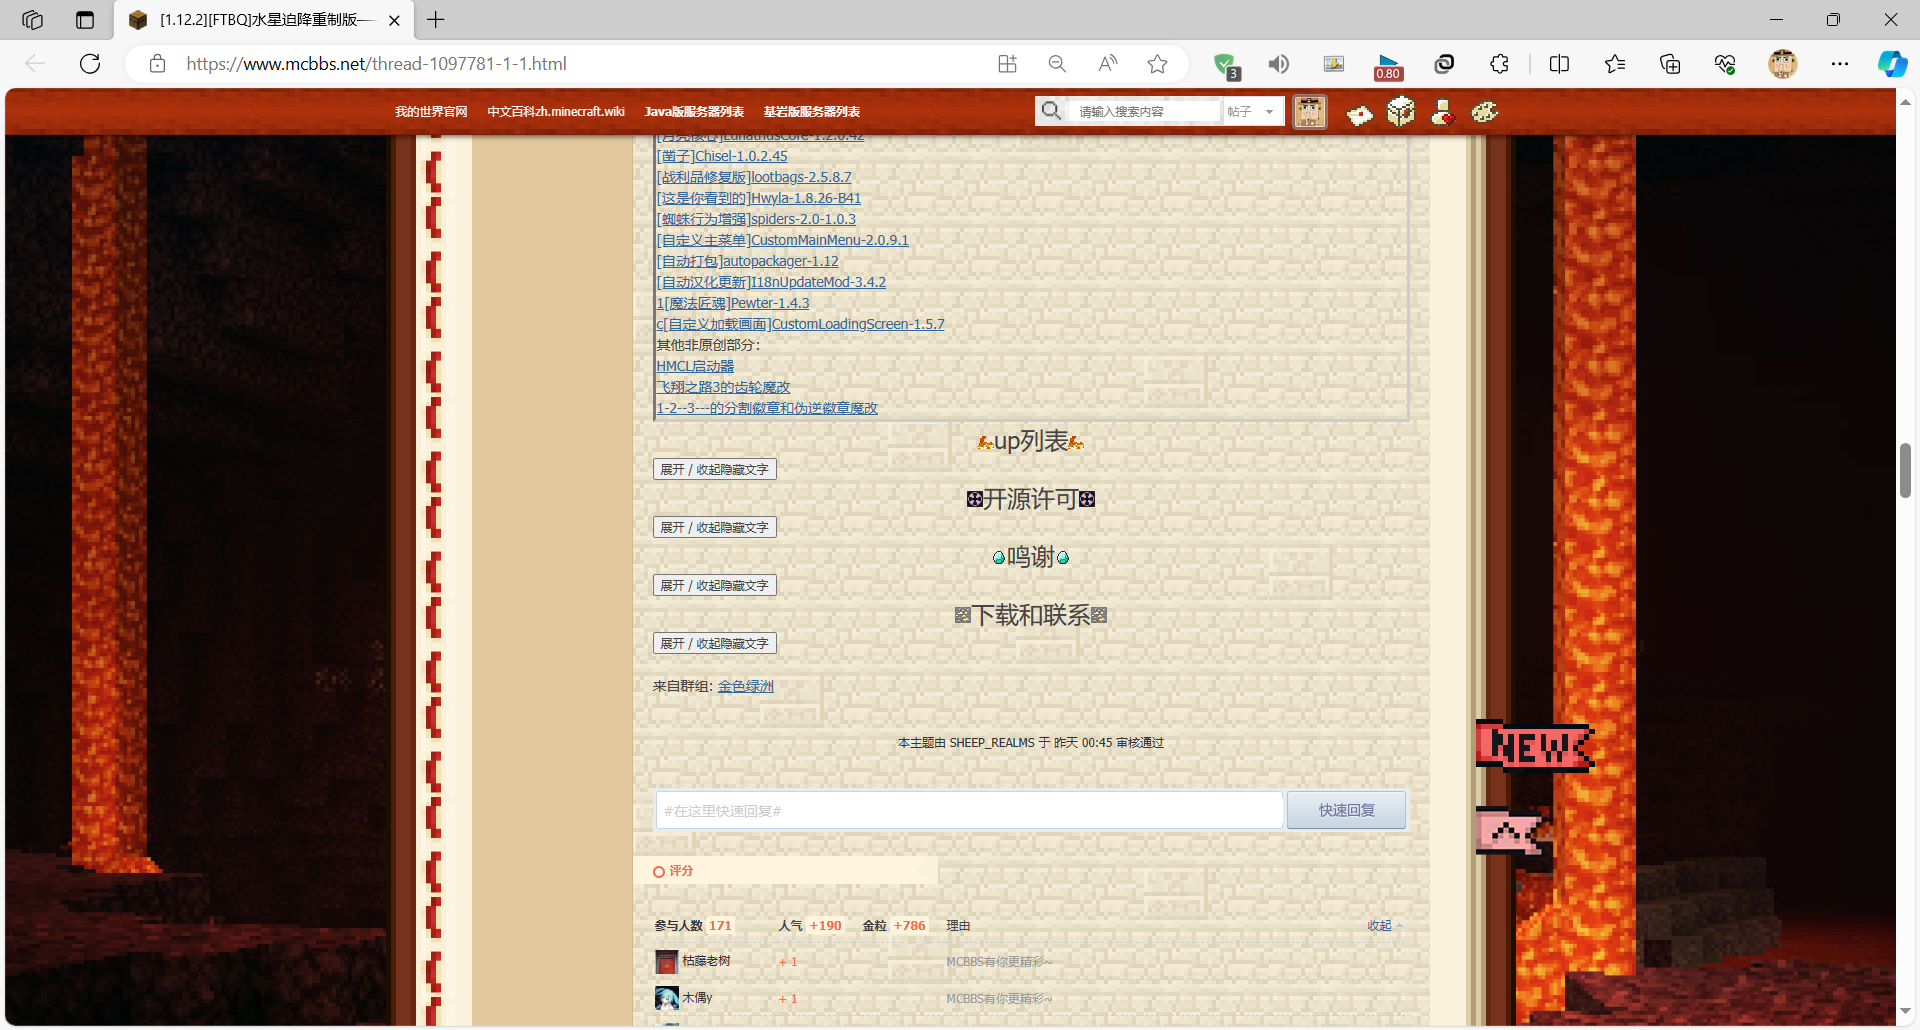 [1.12.2][FTBQ]水星迫降重制版——
https://www.mcbbs.net/thread-1097781-1-1.html
3
0.80
我的世界官网 中文百科zh.minecraft.wiki Java版服务器列表 基岩版服务器列表 请输入搜索内容 帖子
[月亮核心]LunatriusCore-1.2.0.42
[凿子]Chisel-1.0.2.45
[战利品修复版]lootbags-2.5.8.7
[这是你看到的]Hwyla-1.8.26-B41
[蜘蛛行为增强]spiders-2.0-1.0.3
[自定义主菜单]CustomMainMenu-2.0.9.1
[自动打包]autopackager-1.12
[自动汉化更新]I18nUpdateMod-3.4.2
1[魔法匠魂]Pewter-1.4.3
c[自定义加载画面]CustomLoadingScreen-1.5.7
其他非原创部分：
HMCL启动器
飞翔之路3的齿轮魔改
1-2--3---的分割徽章和伪逆徽章魔改
up列表
展开 / 收起隐藏文字
开源许可
展开 / 收起隐藏文字
鸣谢
展开 / 收起隐藏文字
下载和联系
展开 / 收起隐藏文字
来自群组: 金色绿洲
本主题由 SHEEP_REALMS 于 昨天 00:45 审核通过
NEW
#在这里快速回复# 快速回复
评分
参与人数 171 人气 +190 金粒 +786 理由 收起
枯藤老树 + 1 MCBBS有你更精彩~
木偶y + 1 MCBBS有你更精彩~